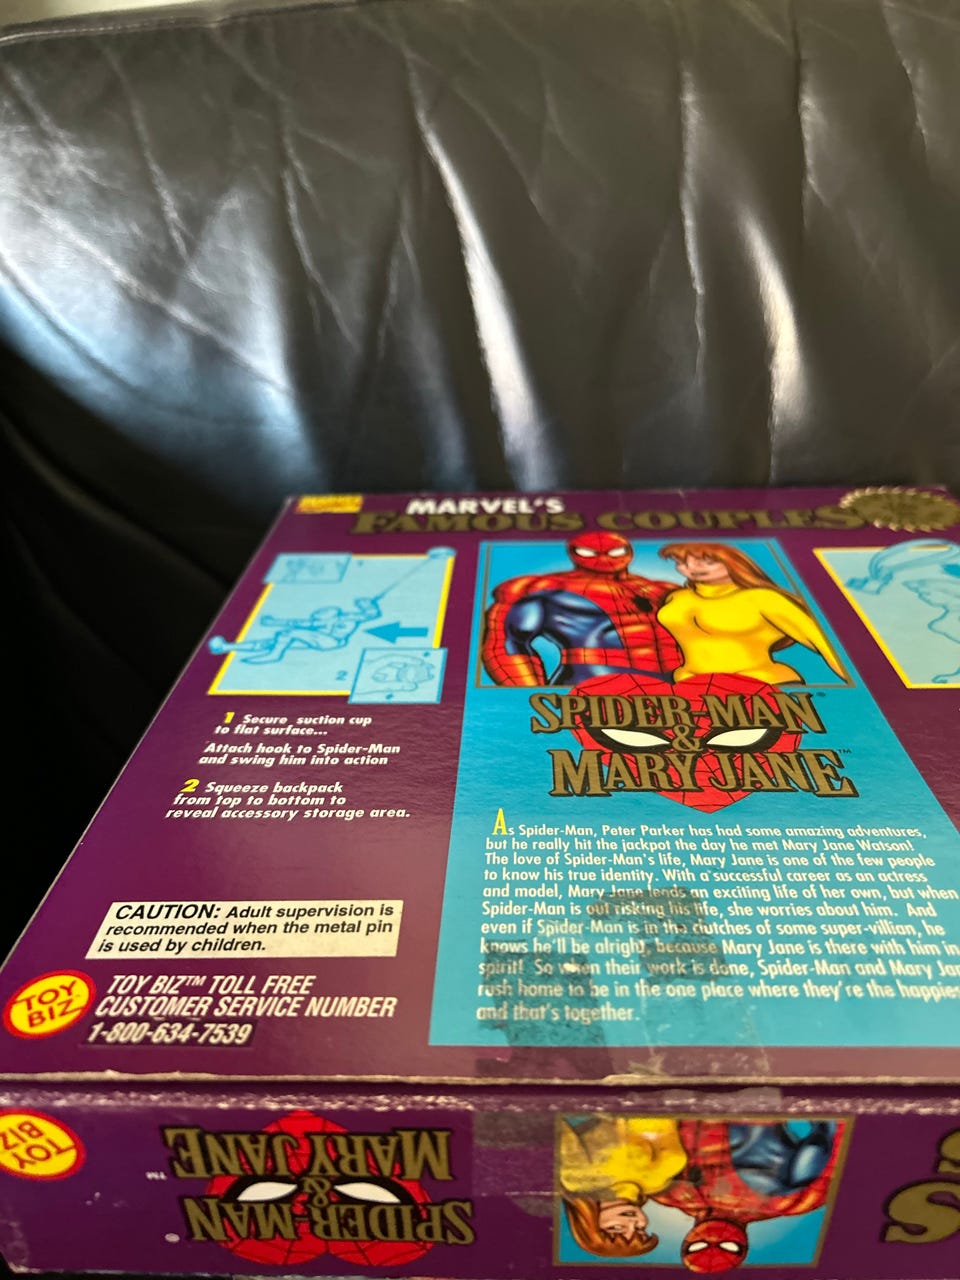 MARVEL'S
FAMOUS COUPLES
2
SPIDER-MAN®
&
MARY JANE™
1 Secure suction cup
to flat surface...
Attach hook to Spider-Man
and swing him into action
2 Squeeze backpack
from top to bottom to
reveal accessory storage area.
As Spider-Man, Peter Parker has had some amazing adventures,
but he really hit the jackpot the day he met Mary Jane Watson!
The love of Spider-Man's life, Mary Jane is one of the few people
to know his true identity. With a successful career as an actress
and model, Mary Jane leads an exciting life of her own, but when
Spider-Man is out risking his life, she worries about him. And
even if Spider-Man is in the clutches of some super-villian, he
knows he'll be alright, because Mary Jane is there with him in
spirit! So when their work is done, Spider-Man and Mary Jan
rush home to be in the one place where they're the happies
and that's together.
CAUTION: Adult supervision is
recommended when the metal pin
is used by children.
TOY
BIZ
TOY BIZ™ TOLL FREE
CUSTOMER SERVICE NUMBER
1-800-634-7539
TOY
BIZ
SPIDER-MAN®
&
MARY JANE™